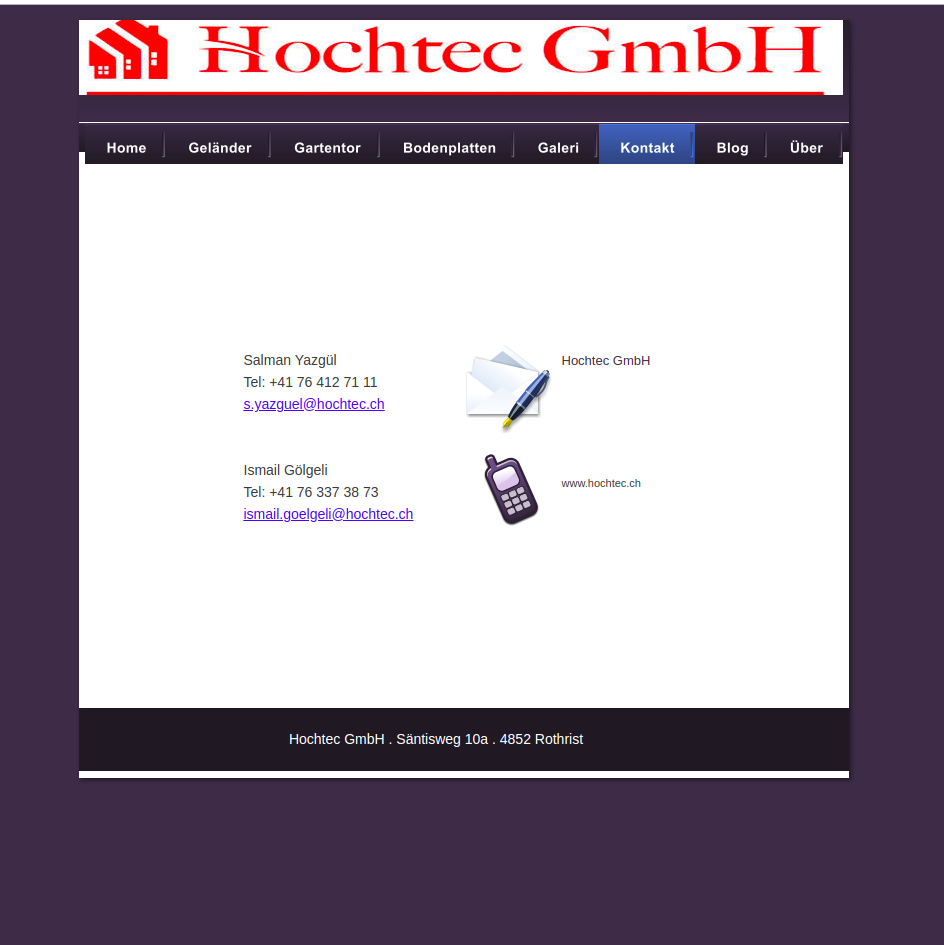 Hochtec GmbH
Home Geländer Gartentor Bodenplatten Galeri Kontakt Blog Über
Salman Yazgül
Tel: +41 76 412 71 11
s.yazguel@hochtec.ch
Hochtec GmbH
Ismail Gölgeli
Tel: +41 76 337 38 73
ismail.goelgeli@hochtec.ch
www.hochtec.ch
Hochtec GmbH . Säntisweg 10a . 4852 Rothrist